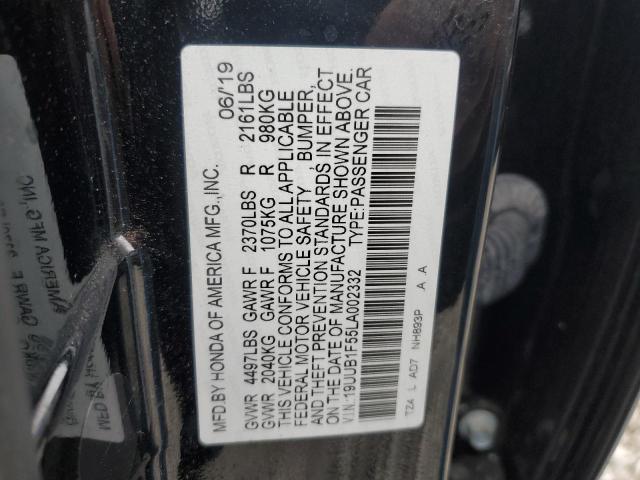 MFD.BY HONDA OF AMERICA MFG.,INC. 06/'19
GVWR 4497LBS GAWR F 2370LBS R 2161LBS
GVWR 2040KG GAWR F 1075KG R 980KG
THIS VEHICLE CONFORMS TO ALL APPLICABLE
FEDERAL MOTOR VEHICLE SAFETY BUMPER,
AND THEFT PREVENTION STANDARDS IN EFFECT
ON THE DATE OF MANUFACTURE SHOWN ABOVE.
V.I.N.:19UUB1F55LA002332 TYPE:PASSENGER CAR
TZ4 L AD7 NH893P A A